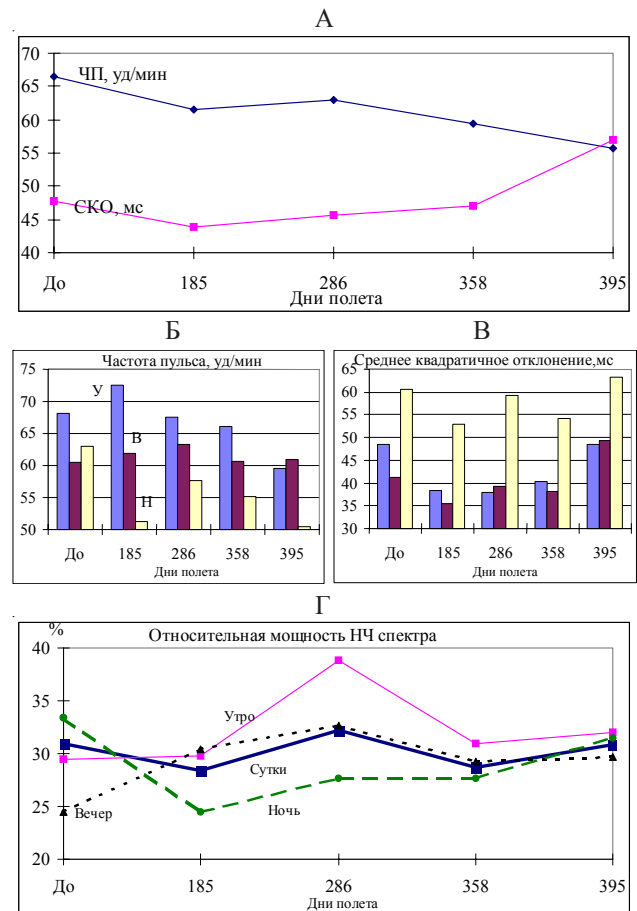 А
70
65
60
55
50
45
40
ЧП, уд/мин
СКО, мс
До 185 286 358 395
Дни полета
Б
75
70
65
60
55
50
Частота пульса, уд/мин
У
В
Н
До 185 286 358 395
Дни полета
В
65
60
55
50
45
40
35
30
Среднее квадратичное отклонение,мс
До 185 286 358 395
Дни полета
Г
%
40
35
30
25
20
Относительная мощность НЧ спектра
Утро
Сутки
Вечер
Ночь
До 185 286 358 395
Дни полета